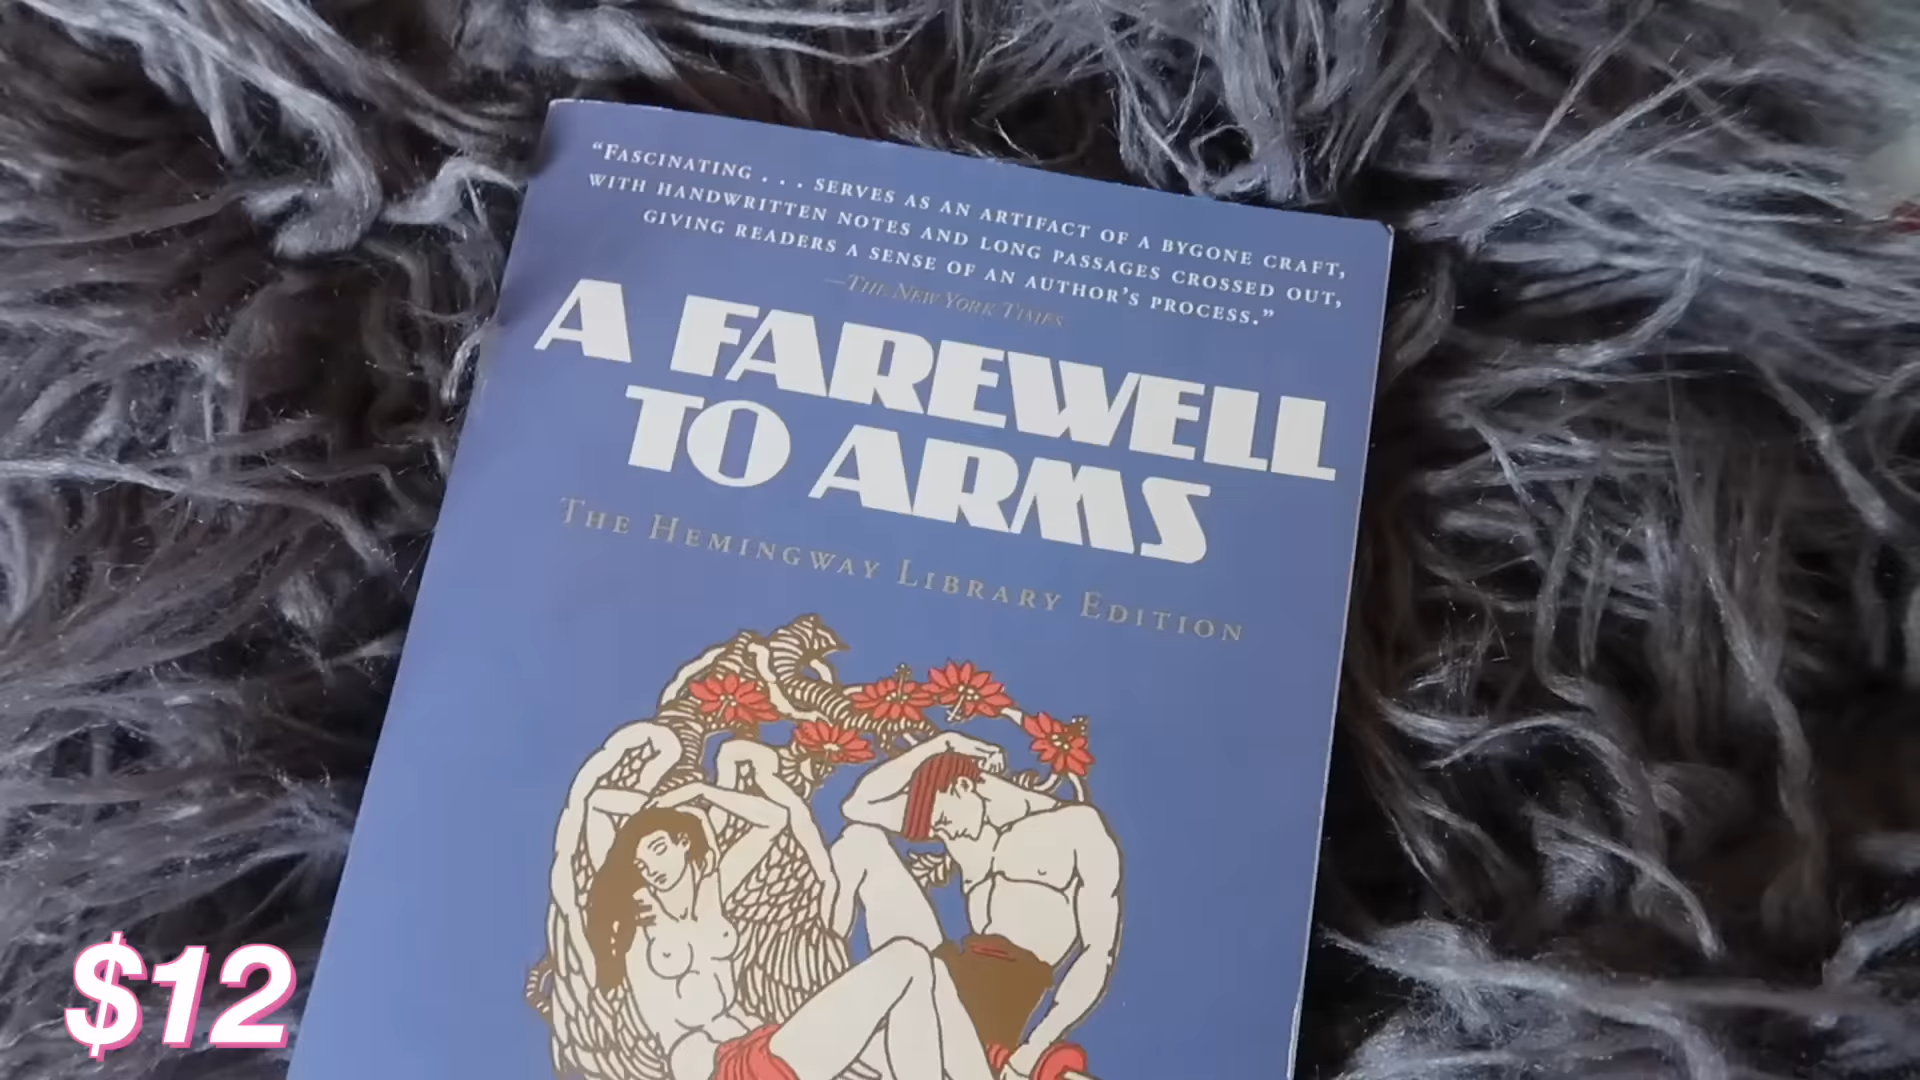 “FASCINATING . . . SERVES AS AN ARTIFACT OF A BYGONE CRAFT,
WITH HANDWRITTEN NOTES AND LONG PASSAGES CROSSED OUT,
GIVING READERS A SENSE OF AN AUTHOR’S PROCESS.”
—THE NEW YORK TIMES
A FAREWELL
TO ARMS
THE HEMINGWAY LIBRARY EDITION
$12